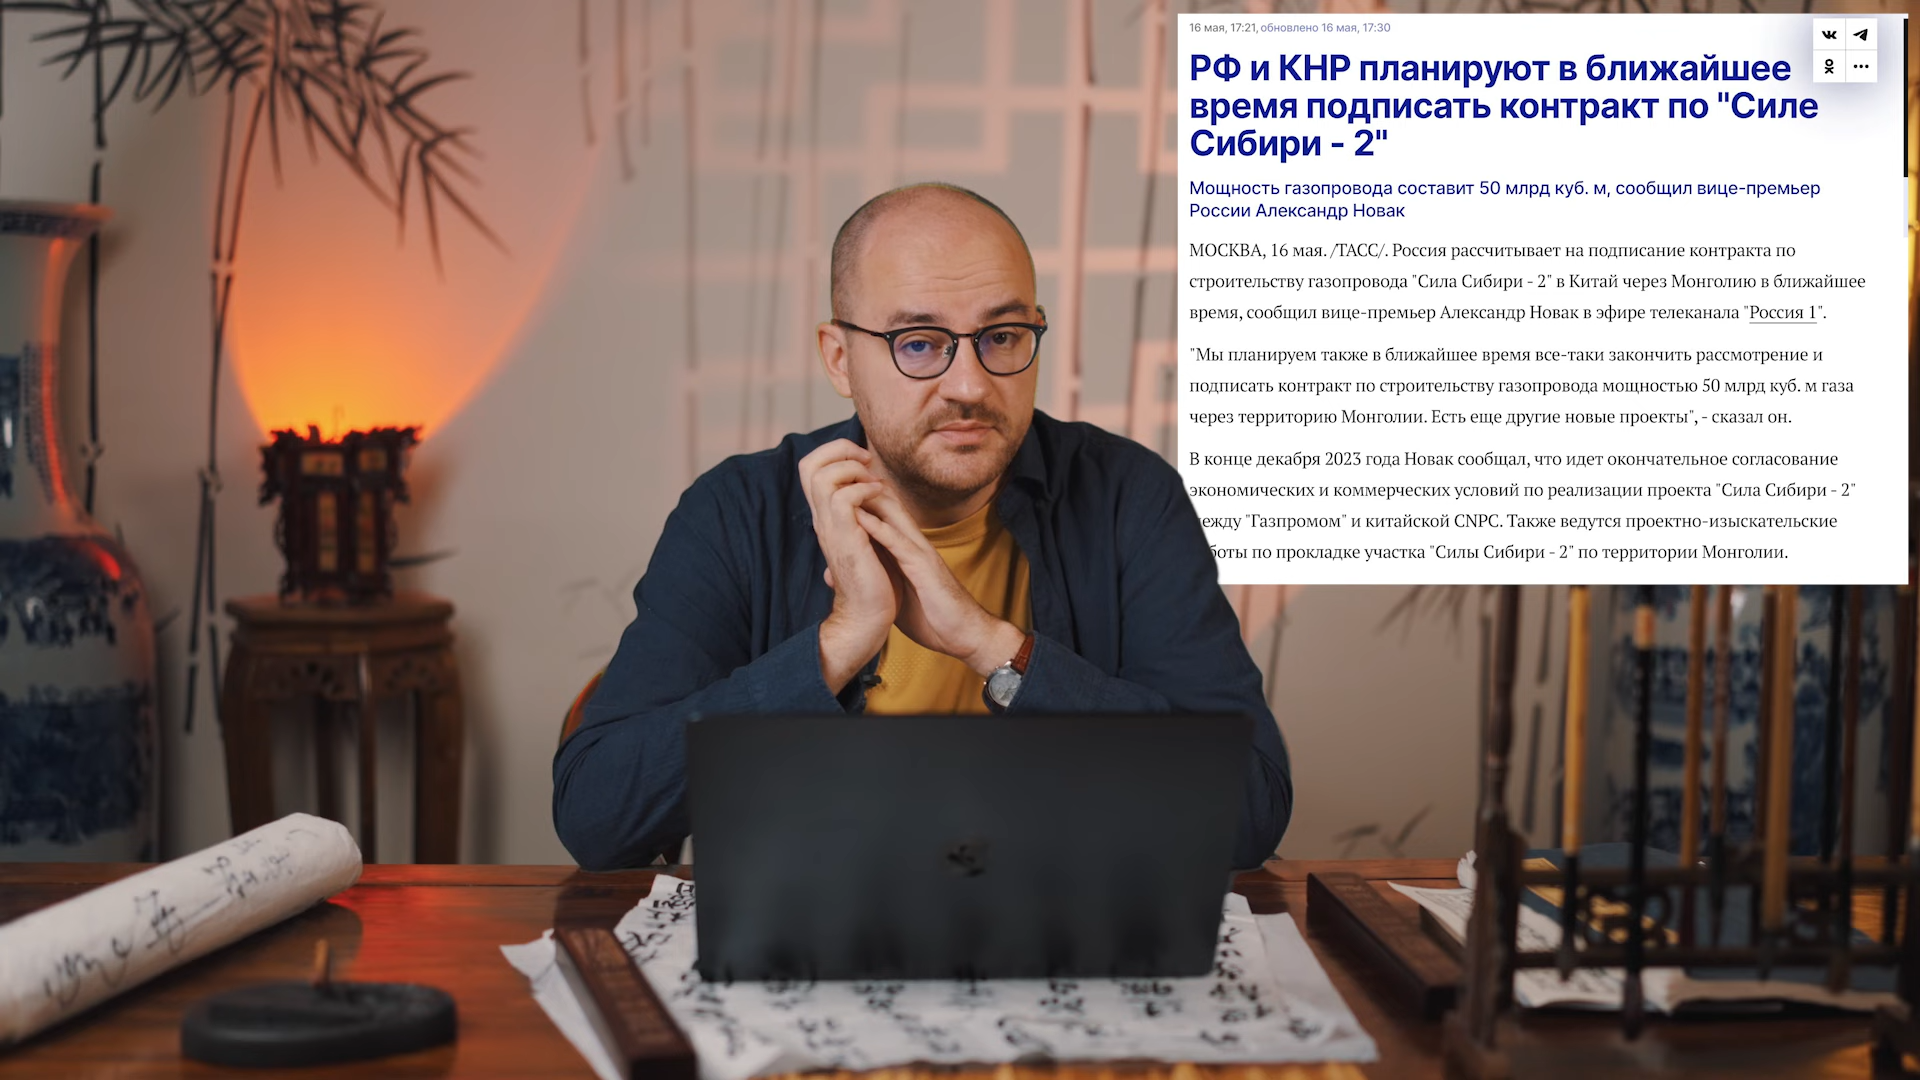 16 мая, 17:21, обновлено 16 мая, 17:30
РФ и КНР планируют в ближайшее
время подписать контракт по "Силе
Сибири - 2"
Мощность газопровода составит 50 млрд куб. м, сообщил вице-премьер
России Александр Новак
МОСКВА, 16 мая. /ТАСС/. Россия рассчитывает на подписание контракта по
строительству газопровода "Сила Сибири - 2" в Китай через Монголию в ближайшее
время, сообщил вице-премьер Александр Новак в эфире телеканала "Россия 1".
"Мы планируем также в ближайшее время все-таки закончить рассмотрение и
подписать контракт по строительству газопровода мощностью 50 млрд куб. м газа
через территорию Монголии. Есть еще другие новые проекты", - сказал он.
В конце декабря 2023 года Новак сообщал, что идет окончательное согласование
экономических и коммерческих условий по реализации проекта "Сила Сибири - 2"
"Газпромом" и китайской CNPC. Также ведутся проектно-изыскательские
по прокладке участка "Силы Сибири - 2" по территории Монголии.